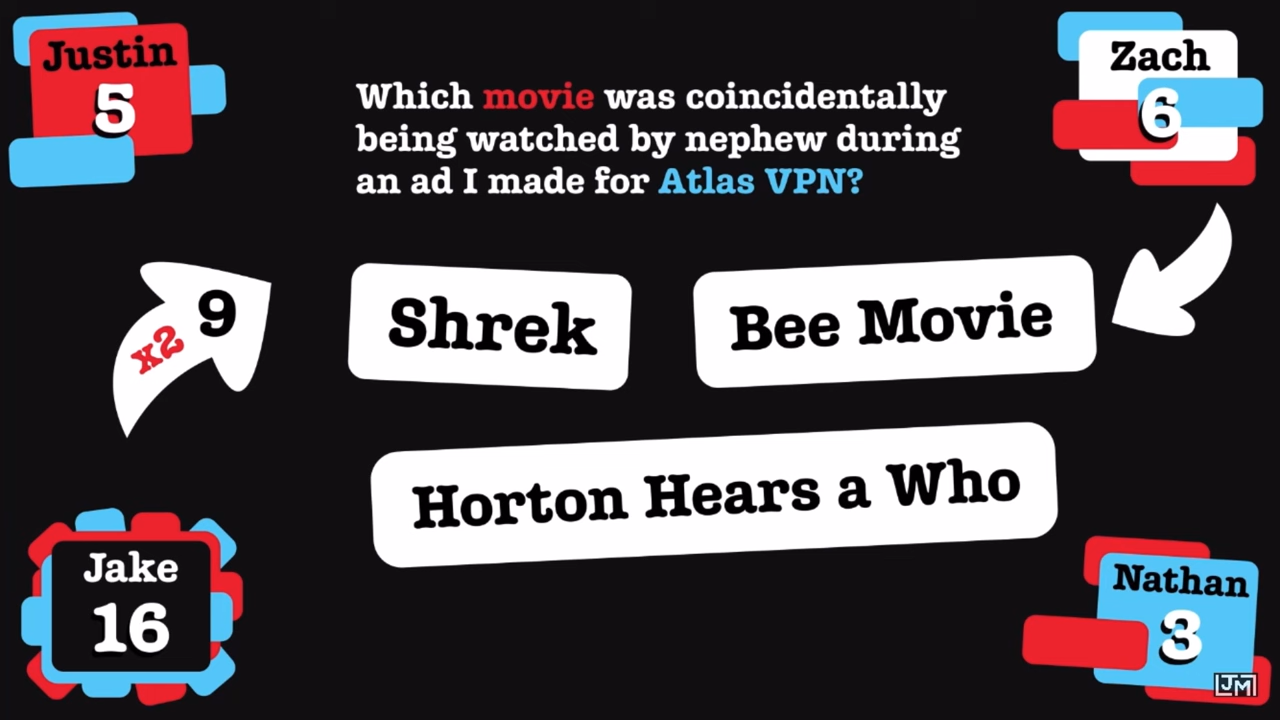 Justin
5
Zach
6
Which movie was coincidentally
being watched by nephew during
an ad I made for Atlas VPN?
x2 9
Shrek
Bee Movie
Horton Hears a Who
Jake
16
Nathan
3
JM